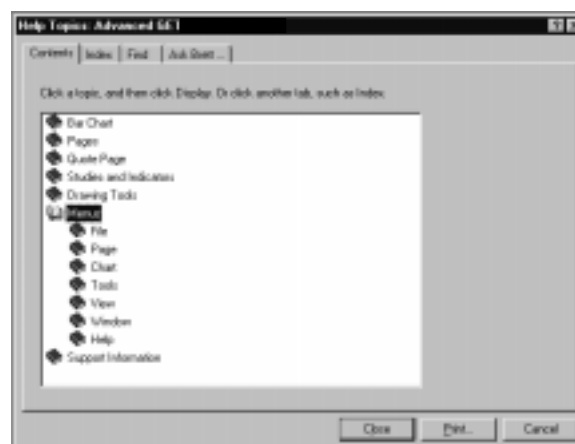 Help Topics: Advanced GET
Contents Index Find Ask Brent ...
Click a topic, and then click Display. Or click another tab, such as Index.
Bar Chart
Pages
Quote Page
Studies and Indicators
Drawing Tools
Menus
File
Page
Chart
Tools
View
Window
Help
Support Information
Close Print... Cancel